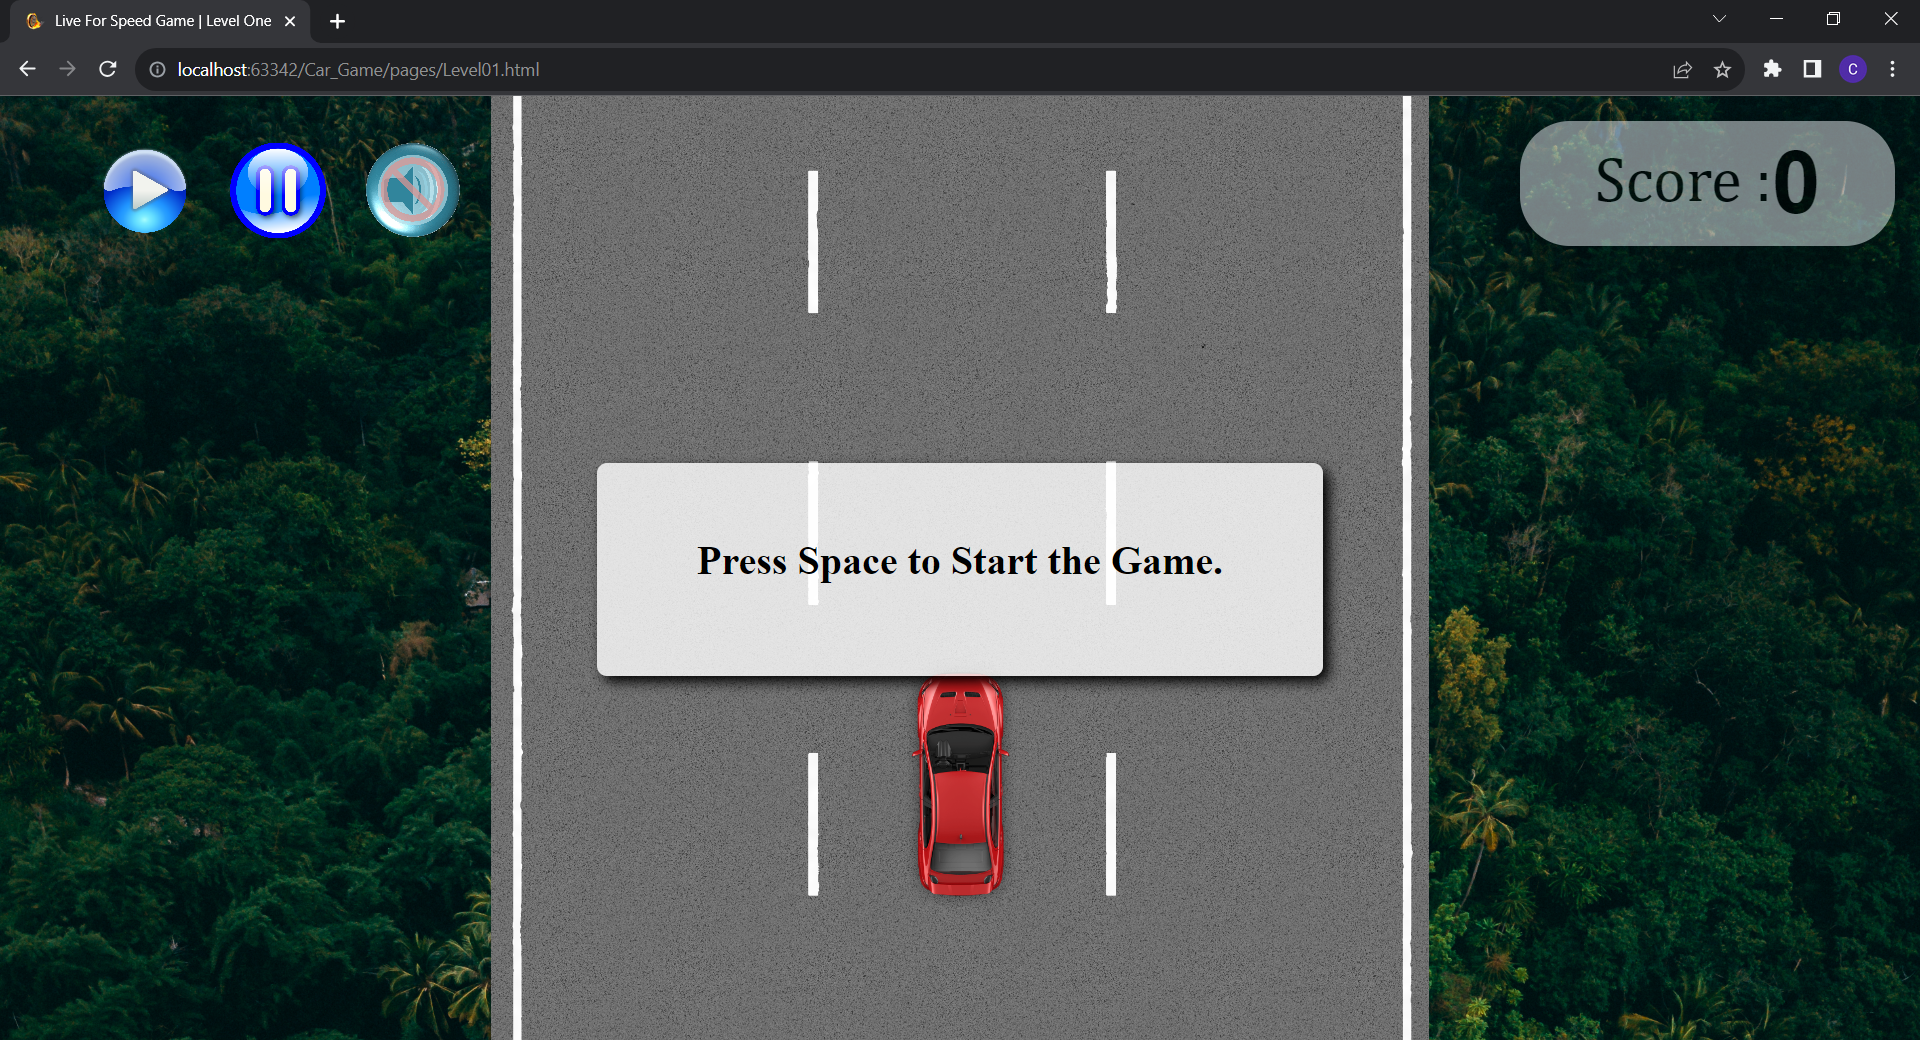 Live For Speed Game | Level One
localhost:63342/Car_Game/pages/Level01.html
C
Score :0
Press Space to Start the Game.